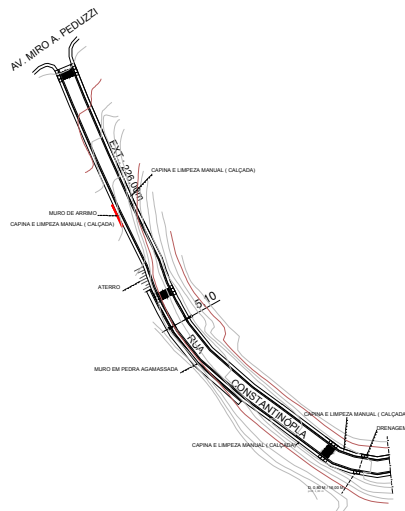 AV. MIRO A. PEDUZZI
EXT.: 226,00m
CAPINA E LIMPEZA MANUAL ( CALÇADA)
MURO DE ARRIMO
CAPINA E LIMPEZA MANUAL ( CALÇADA)
ATERRO
5,10
RUA
MURO EM PEDRA AGAMASSADA
CONSTANTINOPLA
CAPINA E LIMPEZA MANUAL ( CALÇADA
DRENAGEM
CAPINA E LIMPEZA MANUAL ( CALÇADA)